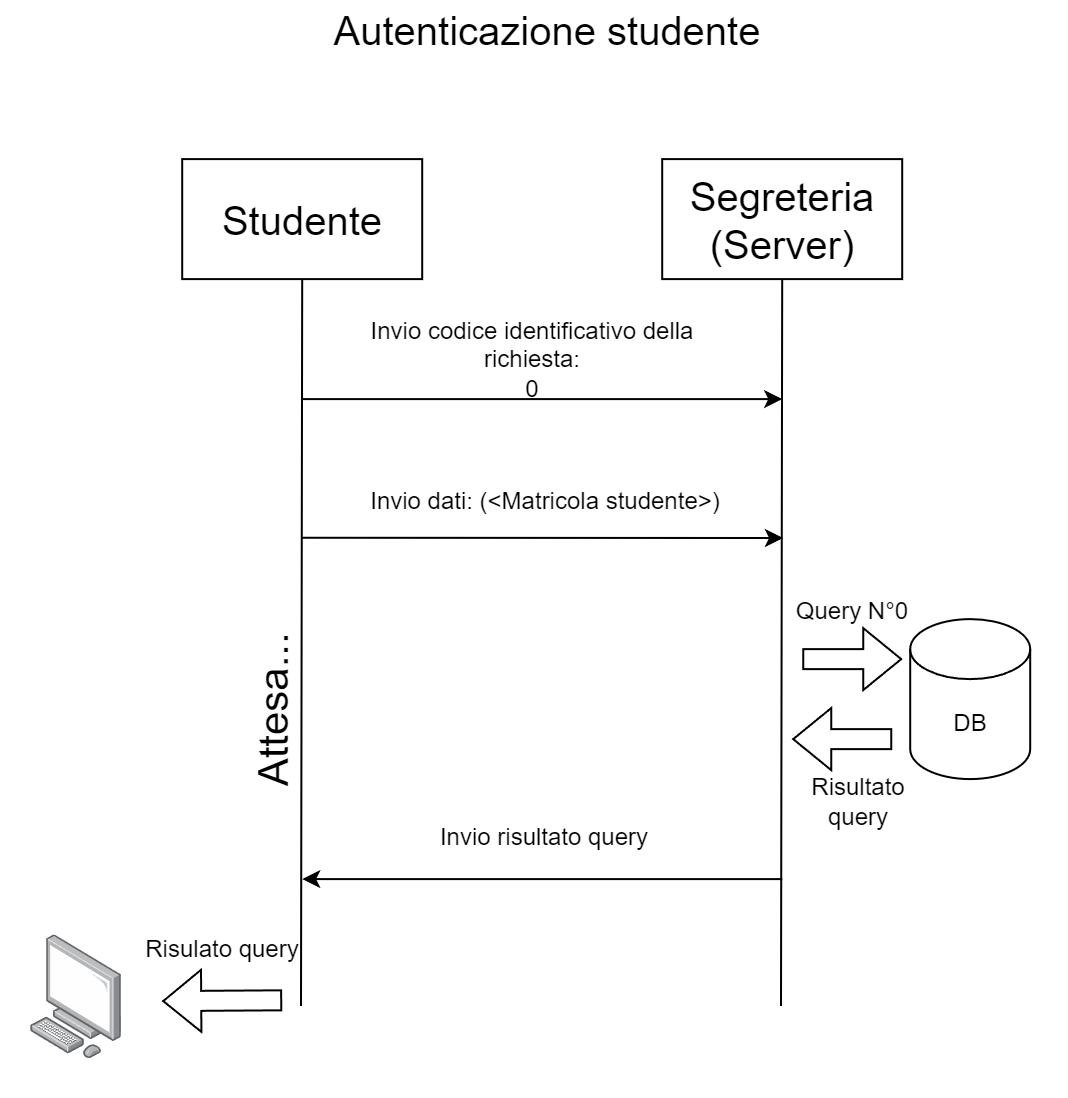 Autenticazione studente
Studente
Segreteria
(Server)
Invio codice identificativo della
richiesta:
0
Invio dati: (<Matricola studente>)
Query N°0
DB
Attesa...
Risultato
query
Invio risultato query
Risulato query